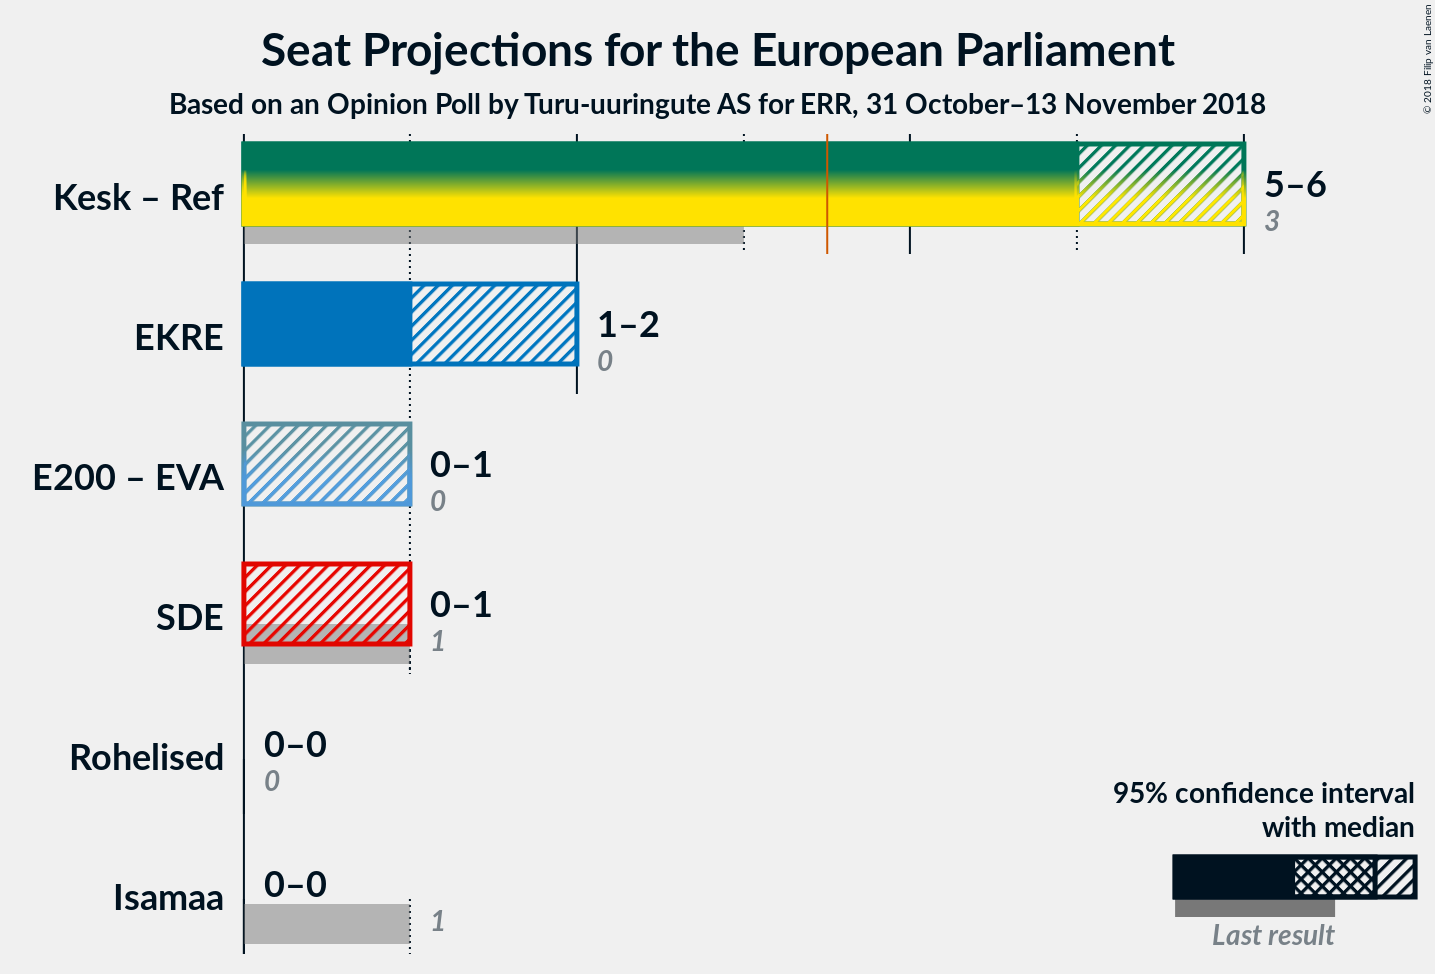 Seat Projections for the European Parliament
Based on an Opinion Poll by Turu-uuringute AS for ERR, 31 October–13 November 2018
© 2018 Filip van Laenen
Kesk – Ref
5–6
3
EKRE
1–2
0
E200 – EVA
0–1
0
SDE
0–1
1
Rohelised
0–0
0
Isamaa
0–0
1
95% confidence interval
with median
Last result